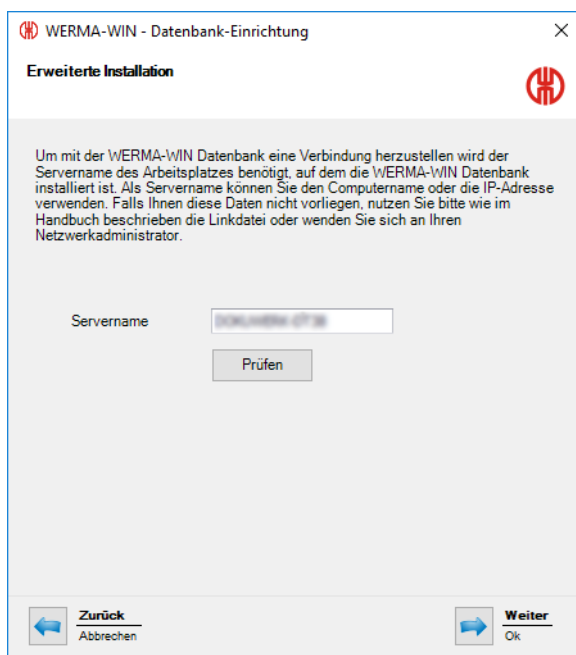 WERMA-WIN - Datenbank-Einrichtung
Erweiterte Installation
Um mit der WERMA-WIN Datenbank eine Verbindung herzustellen wird der
Servername des Arbeitsplatzes benötigt, auf dem die WERMA-WIN Datenbank
installiert ist. Als Servername können Sie den Computername oder die IP-Adresse
verwenden. Falls Ihnen diese Daten nicht vorliegen, nutzen Sie bitte wie im
Handbuch beschrieben die Linkdatei oder wenden Sie sich an Ihren
Netzwerkadministrator.
Servername
Prüfen
Zurück
Abbrechen
Weiter
Ok